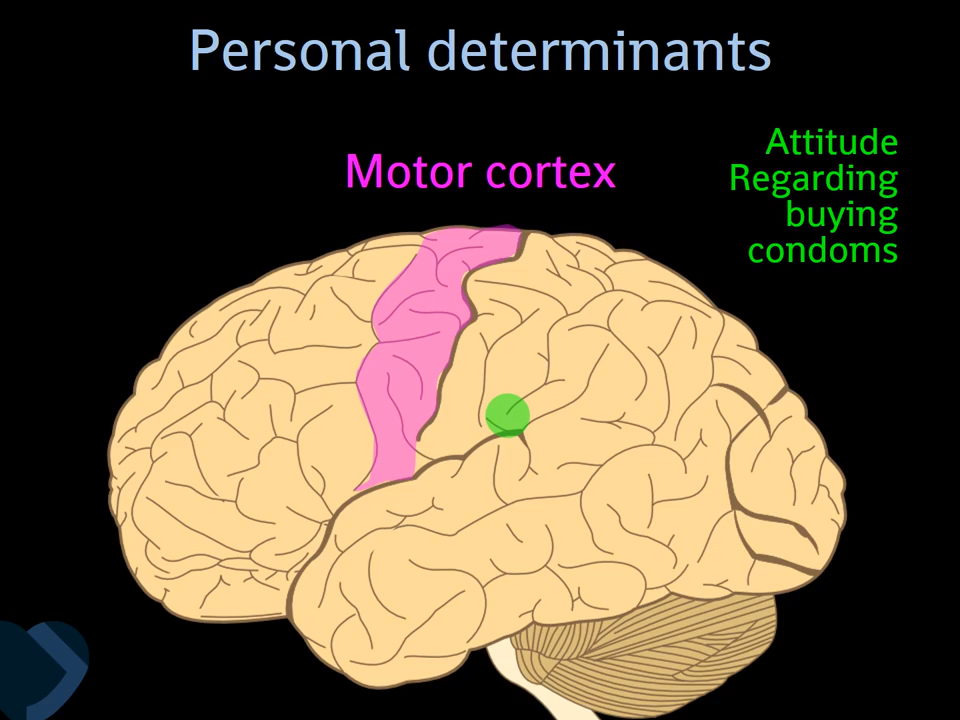 Personal determinants
Motor cortex
Attitude
Regarding
buying
condoms